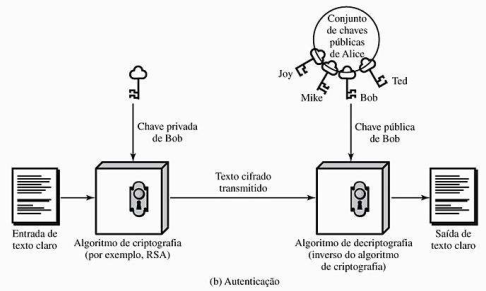 Conjunto
de chaves
públicas
de Alice
Joy
Ted
Mike
Bob
Chave privada
de Bob
Chave pública
de Bob
Texto cifrado
transmitido
Entrada de
texto claro
Algoritmo de criptografia
(por exemplo, RSA)
Algoritmo de decriptografia
(inverso do algoritmo
de criptografia)
Saída de
texto claro
(b) Autenticação